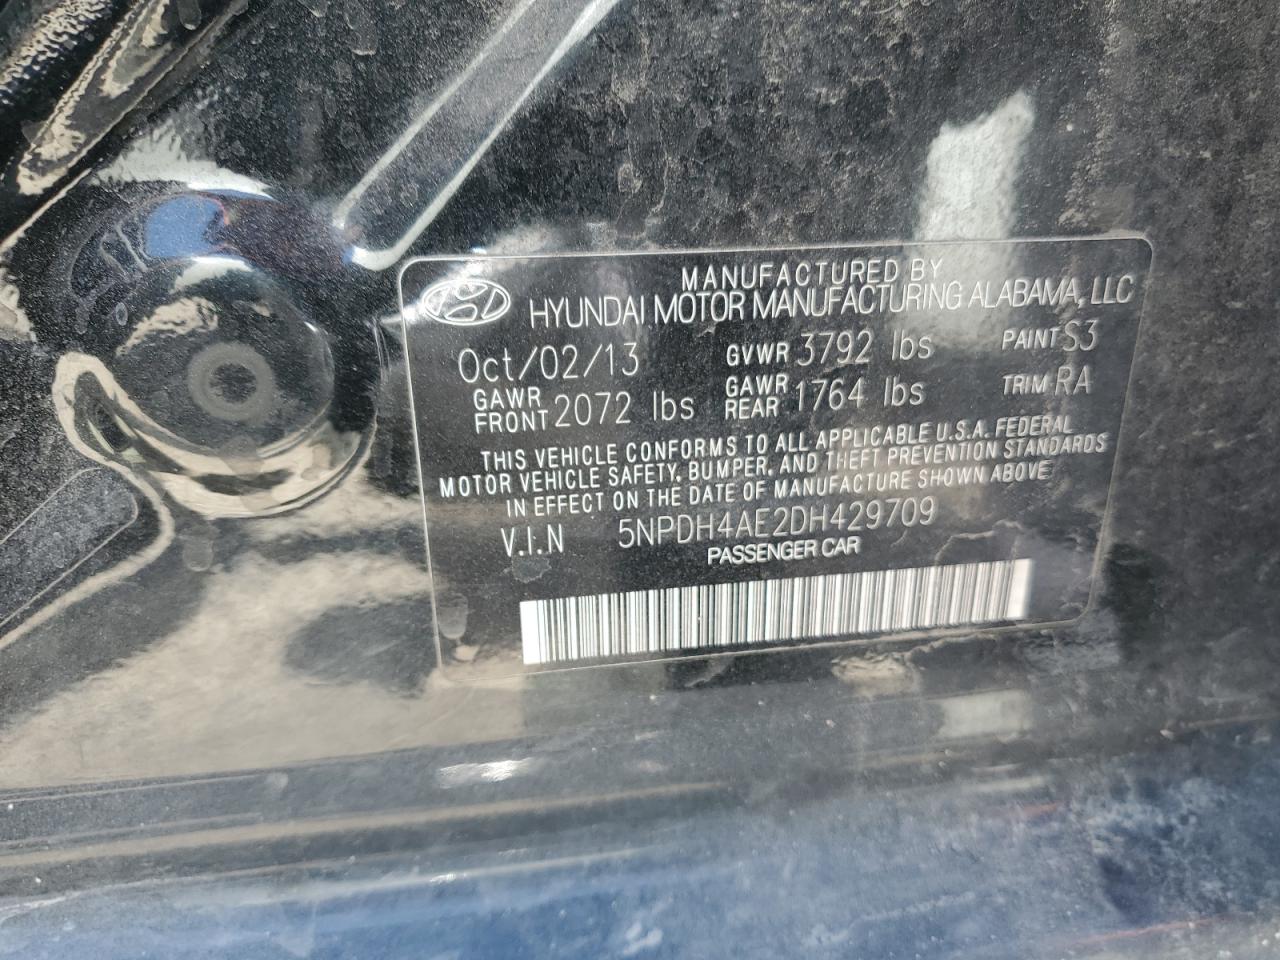 MANUFACTURED BY
HYUNDAI MOTOR MANUFACTURING ALABAMA, LLC
Oct/02/13 GVWR 3792 lbs PAINT S3
GAWR FRONT 2072 lbs GAWR REAR 1764 lbs TRIM RA
THIS VEHICLE CONFORMS TO ALL APPLICABLE U.S.A. FEDERAL
MOTOR VEHICLE SAFETY, BUMPER, AND THEFT PREVENTION STANDARDS
IN EFFECT ON THE DATE OF MANUFACTURE SHOWN ABOVE
V.I.N 5NPDH4AE2DH429709
PASSENGER CAR